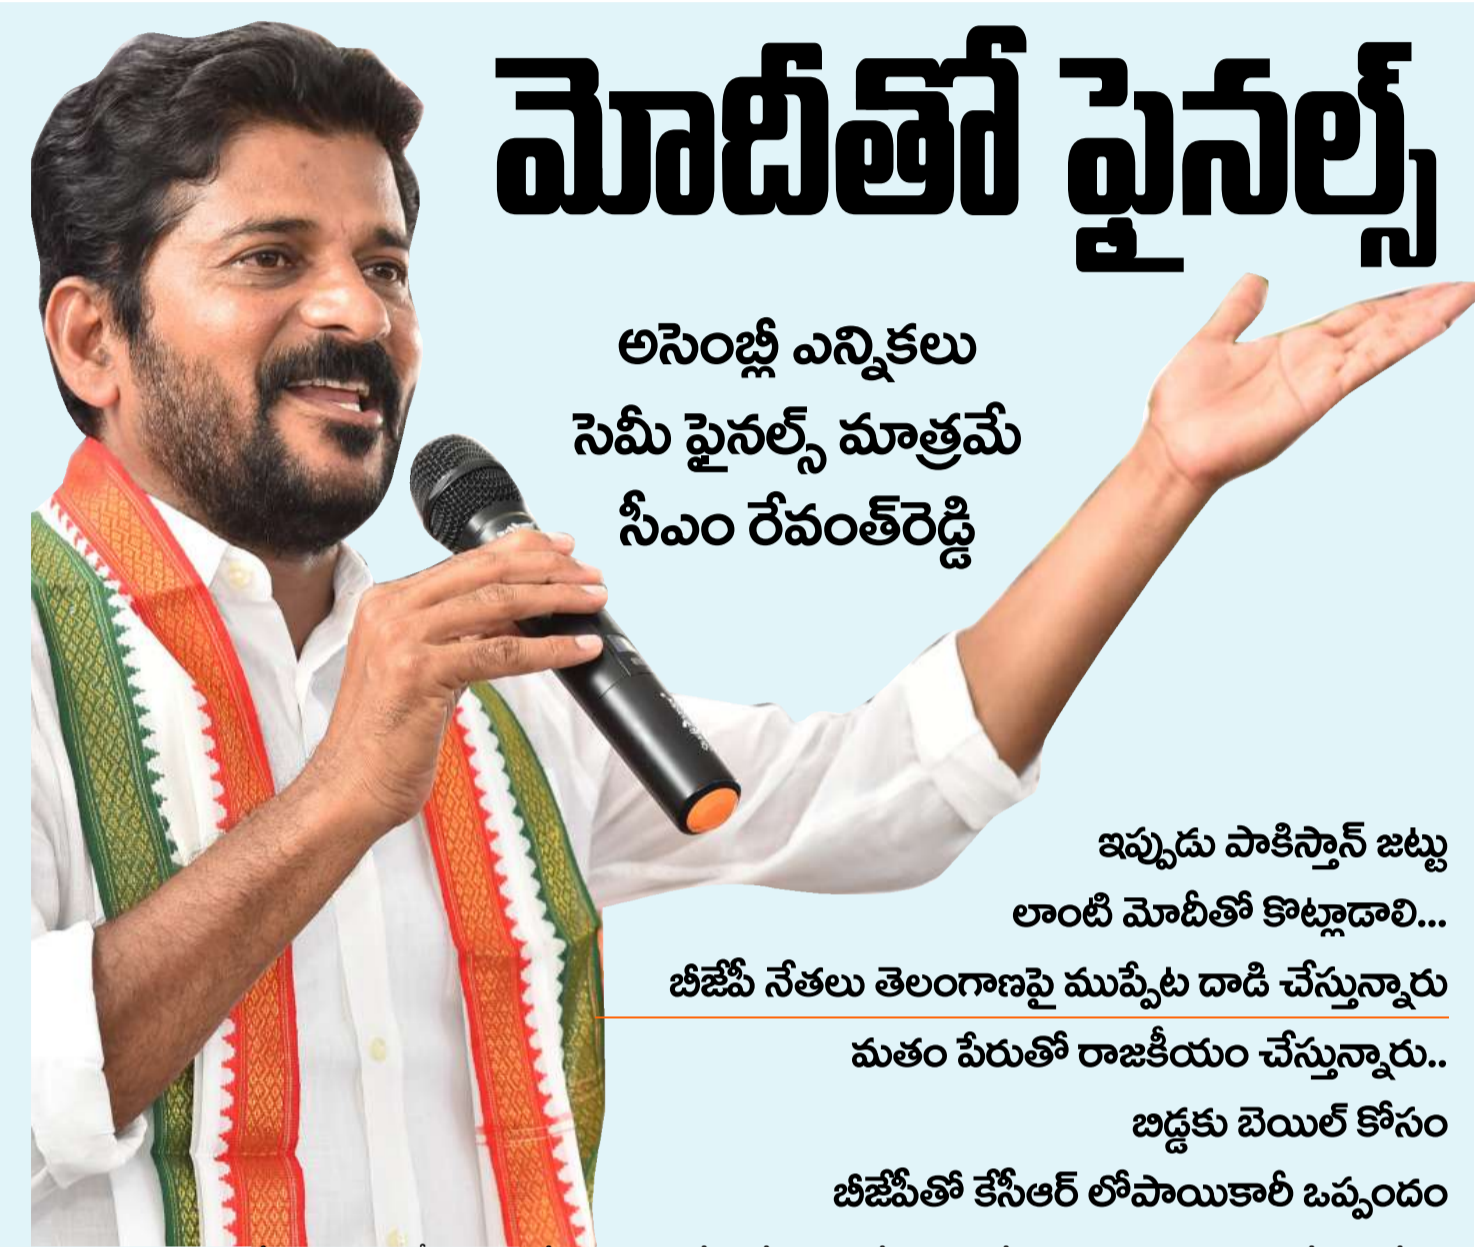 మోదీతో ఫైనల్స్
అసెంబ్లీ ఎన్నికలు
సెమీ ఫైనల్స్ మాత్రమే
సీఎం రేవంత్‌రెడ్డి
ఇప్పుడు పాకిస్తాన్ జట్టు
లాంటి మోదీతో కొట్లాడాలి...
బీజేపీ నేతలు తెలంగాణపై ముప్పేట దాడి చేస్తున్నారు
మతం పేరుతో రాజకీయం చేస్తున్నారు..
బిడ్డకు బెయిల్ కోసం
బీజేపీతో కేసీఆర్ లోపాయికారీ ఒప్పందం